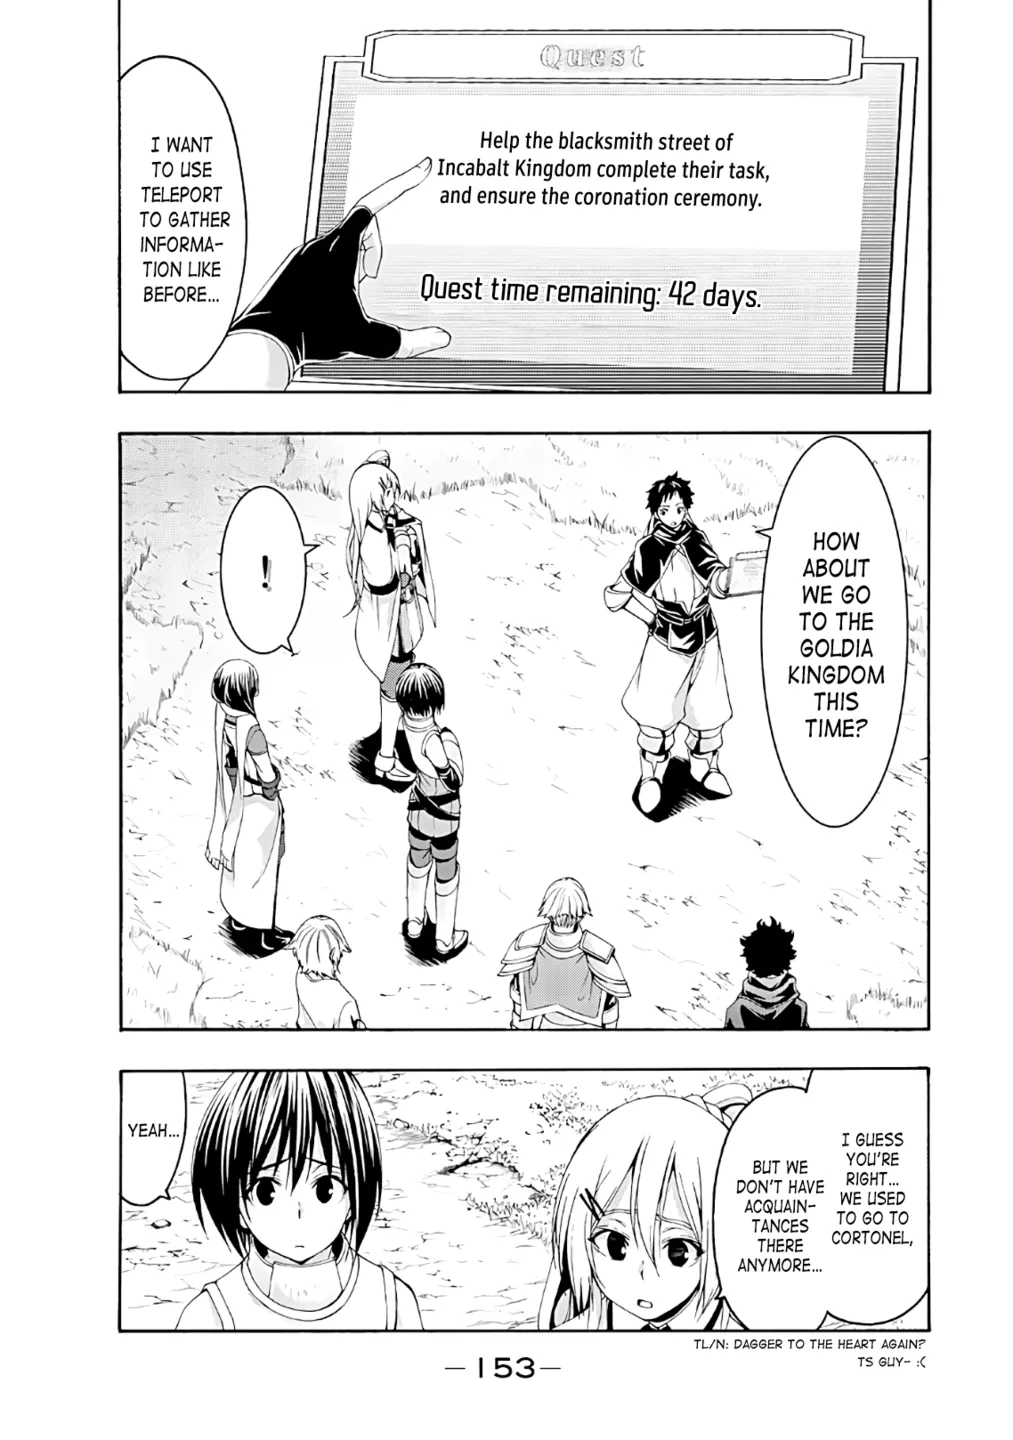 Quest
Help the blacksmith street of
Incabalt Kingdom complete their task,
and ensure the coronation ceremony.
Quest time remaining: 42 days.
I WANT
TO USE
TELEPORT
TO GATHER
INFORMA-
TION LIKE
BEFORE...
HOW
ABOUT
WE GO
TO THE
GOLDIA
KINGDOM
THIS
TIME?
!
I GUESS
YOU'RE
RIGHT...
WE USED
TO GO TO
CORTONEL,
BUT WE
DON'T HAVE
ACQUAIN-
TANCES
THERE
ANYMORE...
YEAH...
TL/N: DAGGER TO THE HEART AGAIN?
TS GUY- :(
—153—